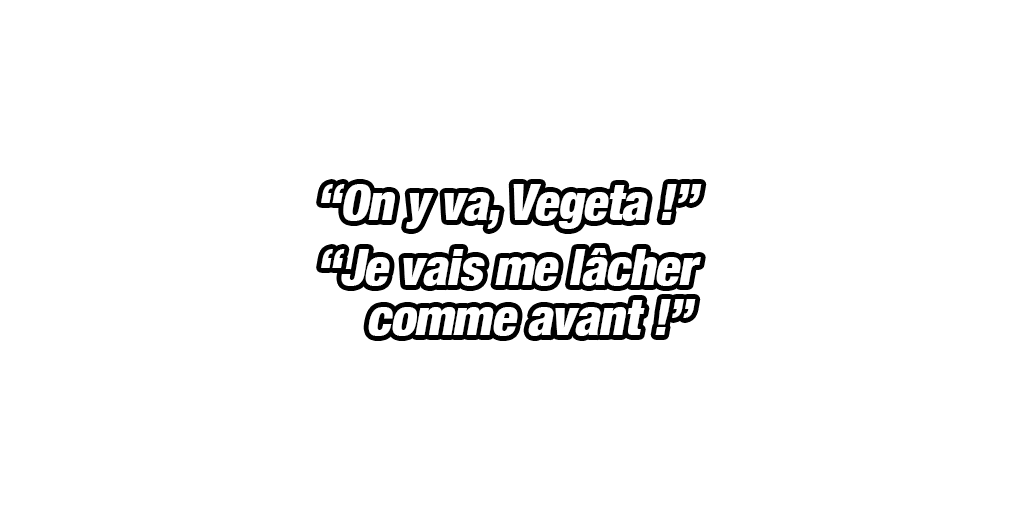 “On y va, Vegeta !”
“Je vais me lâcher
comme avant !”